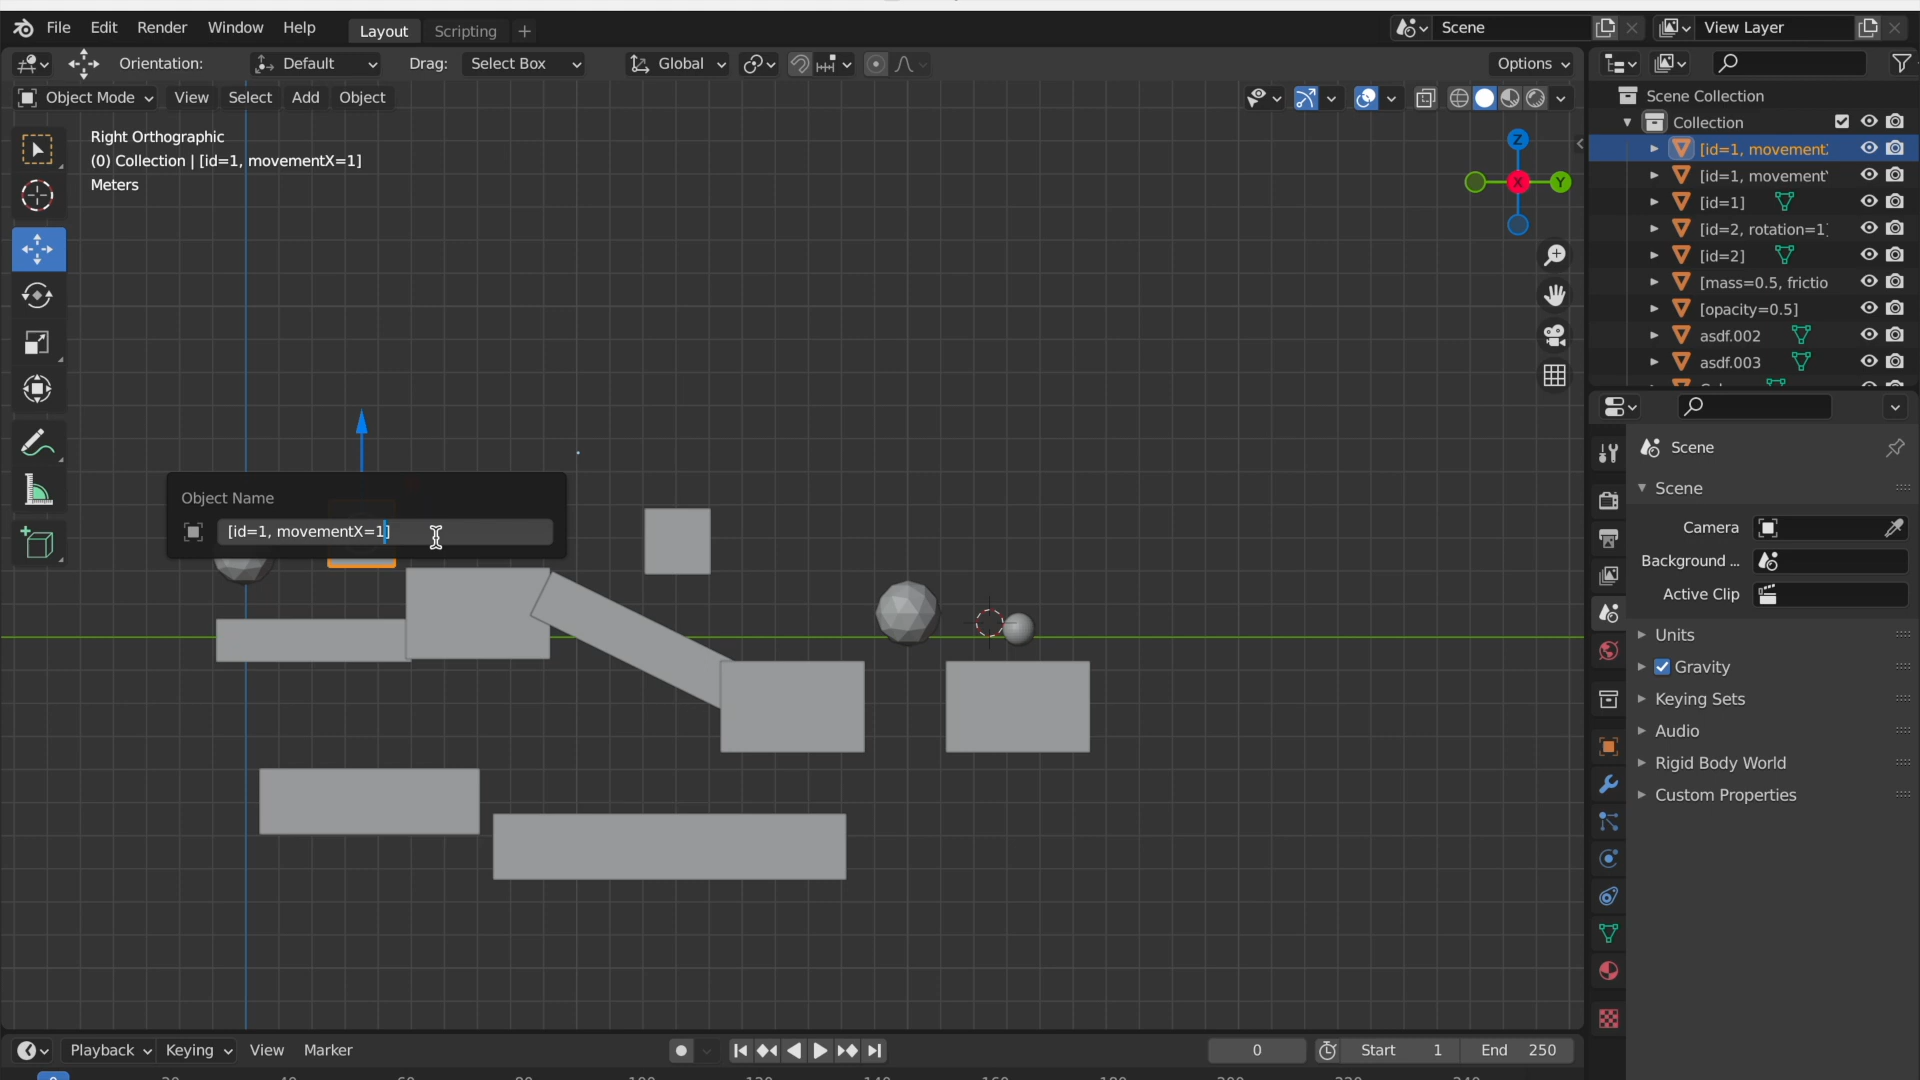 File Edit Render Window Help Layout Scripting + Scene View Layer
Orientation: Default Drag: Select Box Global Options
Object Mode View Select Add Object
Right Orthographic
(0) Collection | [id=1, movementX=1]
Meters
Z
X
Y
Object Name
[id=1, movementX=1]
Scene Collection
Collection
[id=1, movement
[id=1, movement
[id=1]
[id=2, rotation=1]
[id=2]
[mass=0.5, frictio
[opacity=0.5]
asdf.002
asdf.003
Scene
Scene
Camera
Background ...
Active Clip
Units
Gravity
Keying Sets
Audio
Rigid Body World
Custom Properties
Playback Keying View Marker 0 Start 1 End 250